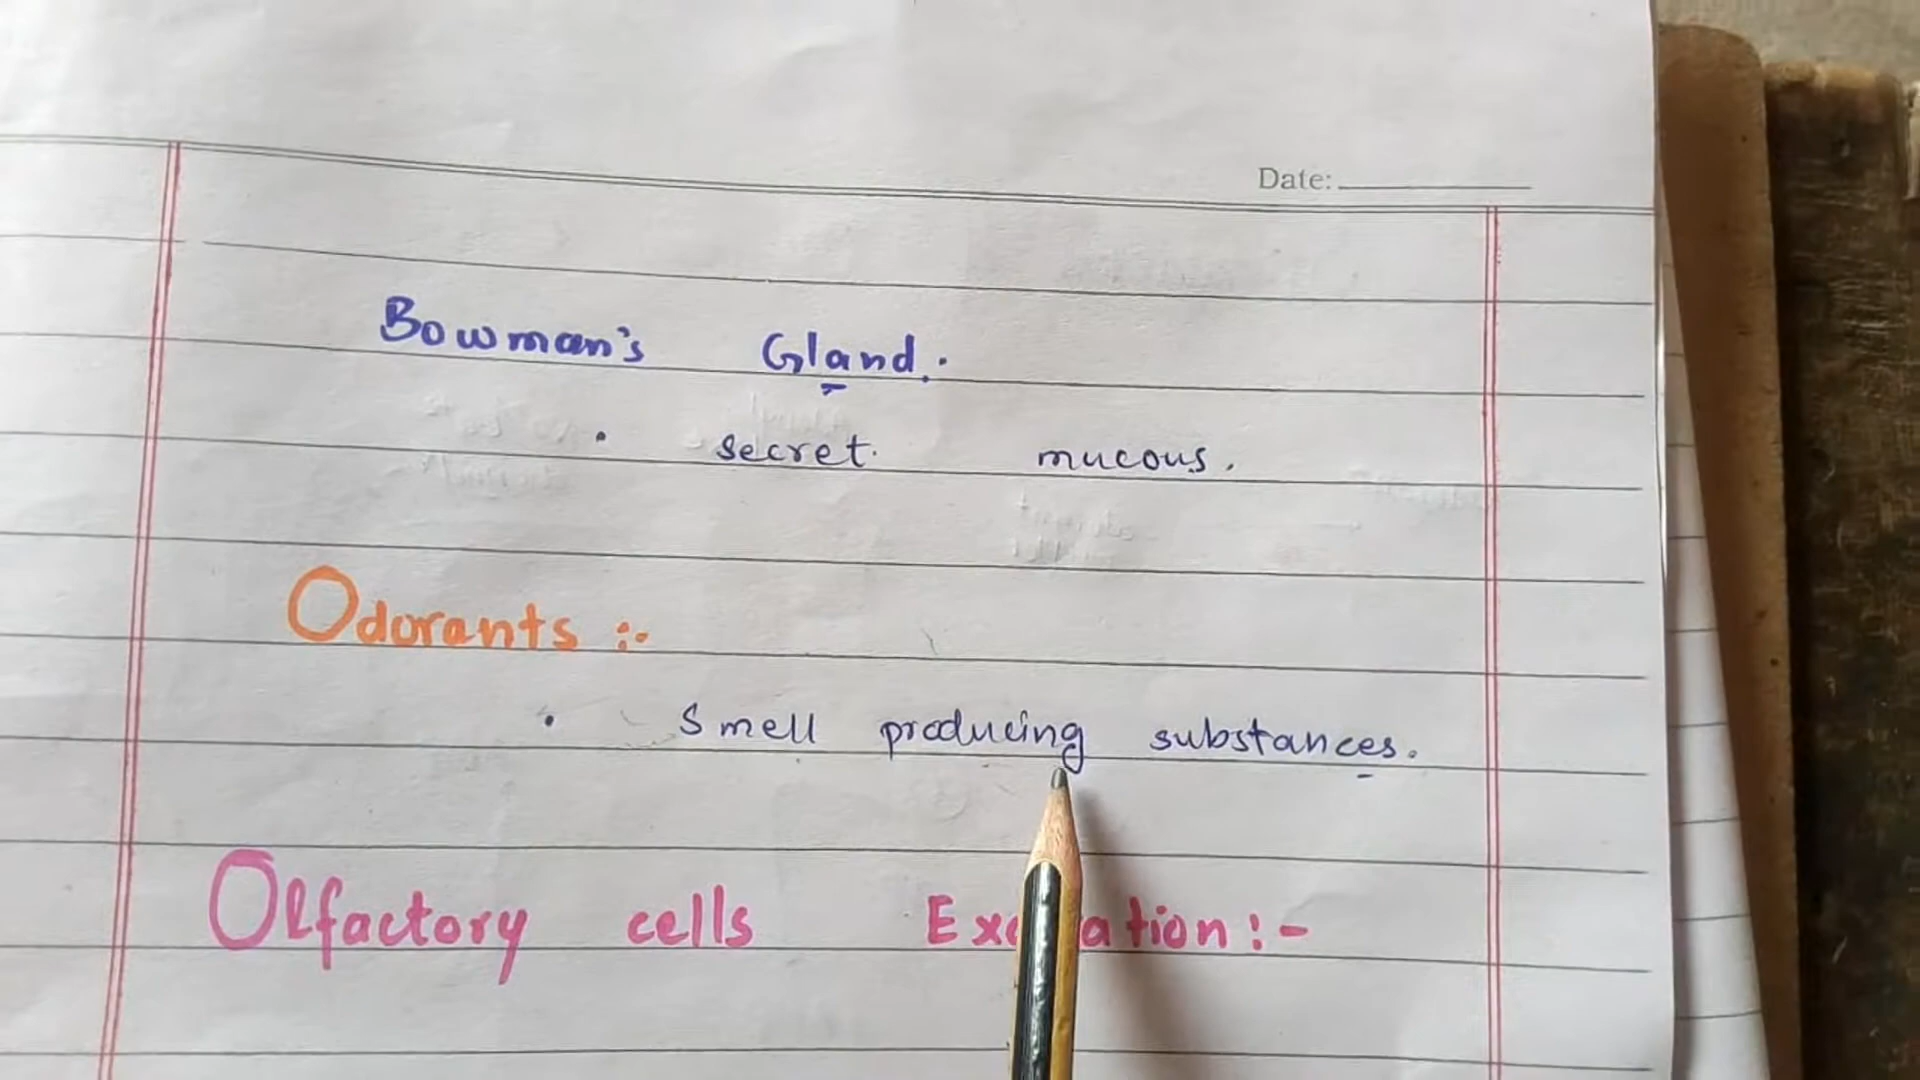 Date:
Bowman's Gland.
• secret. mucous.
Odorants :-
• Smell producing substances.
Olfactory cells :-